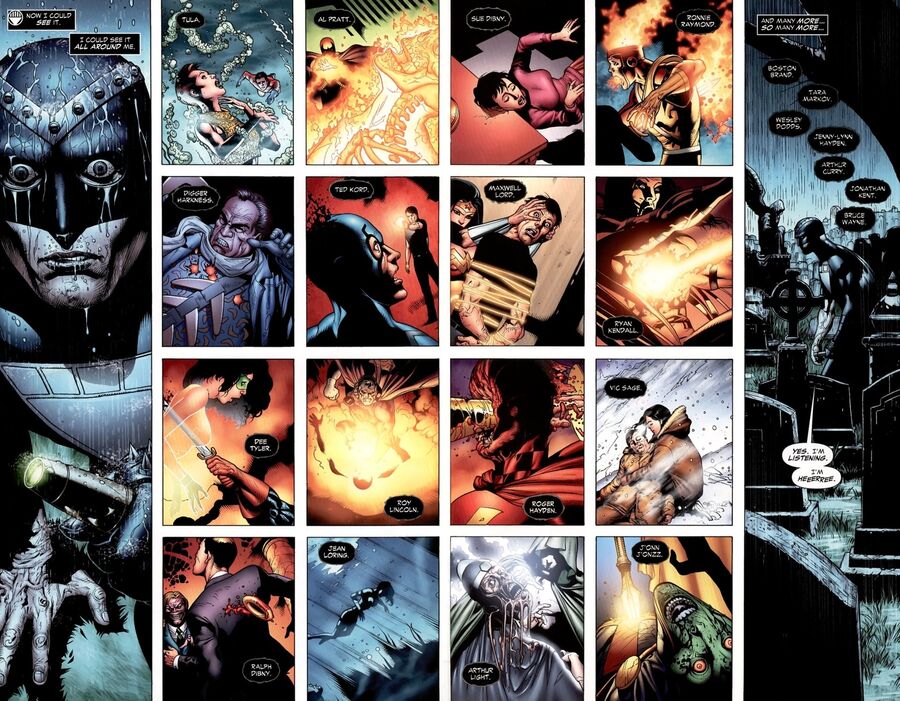 NOW I COULD
SEE IT.
I COULD SEE IT
ALL AROUND ME.
TULA.
AL PRATT.
SUE DIBNY.
RONNIE
RAYMOND.
DIGGER
HARKNESS.
TED KORD.
MAXWELL
LORD.
RYAN
KENDALL.
DEE
TYLER.
ROY
LINCOLN.
ROGER
HAYDEN.
VIC SAGE.
RALPH
DIBNY.
JEAN
LORING.
ARTHUR
LIGHT.
J'ONN
J'ONZZ.
AND MANY MORE...
SO MANY MORE...
BOSTON
BRAND.
TARA
MARKOV.
WESLEY
DODDS.
JENNY-LYNN
HAYDEN.
ARTHUR
CURRY.
JONATHAN
KENT.
BRUCE
WAYNE.
YES. I'M
LISTENING.
I'M
HEEERREE.